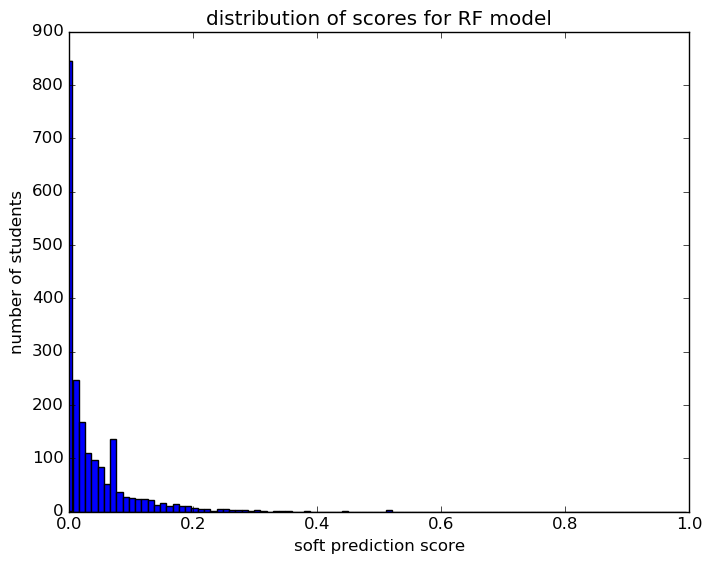 distribution of scores for RF model
900
800
700
600
500
400
300
200
100
0
0.0 0.2 0.4 0.6 0.8 1.0
number of students
soft prediction score